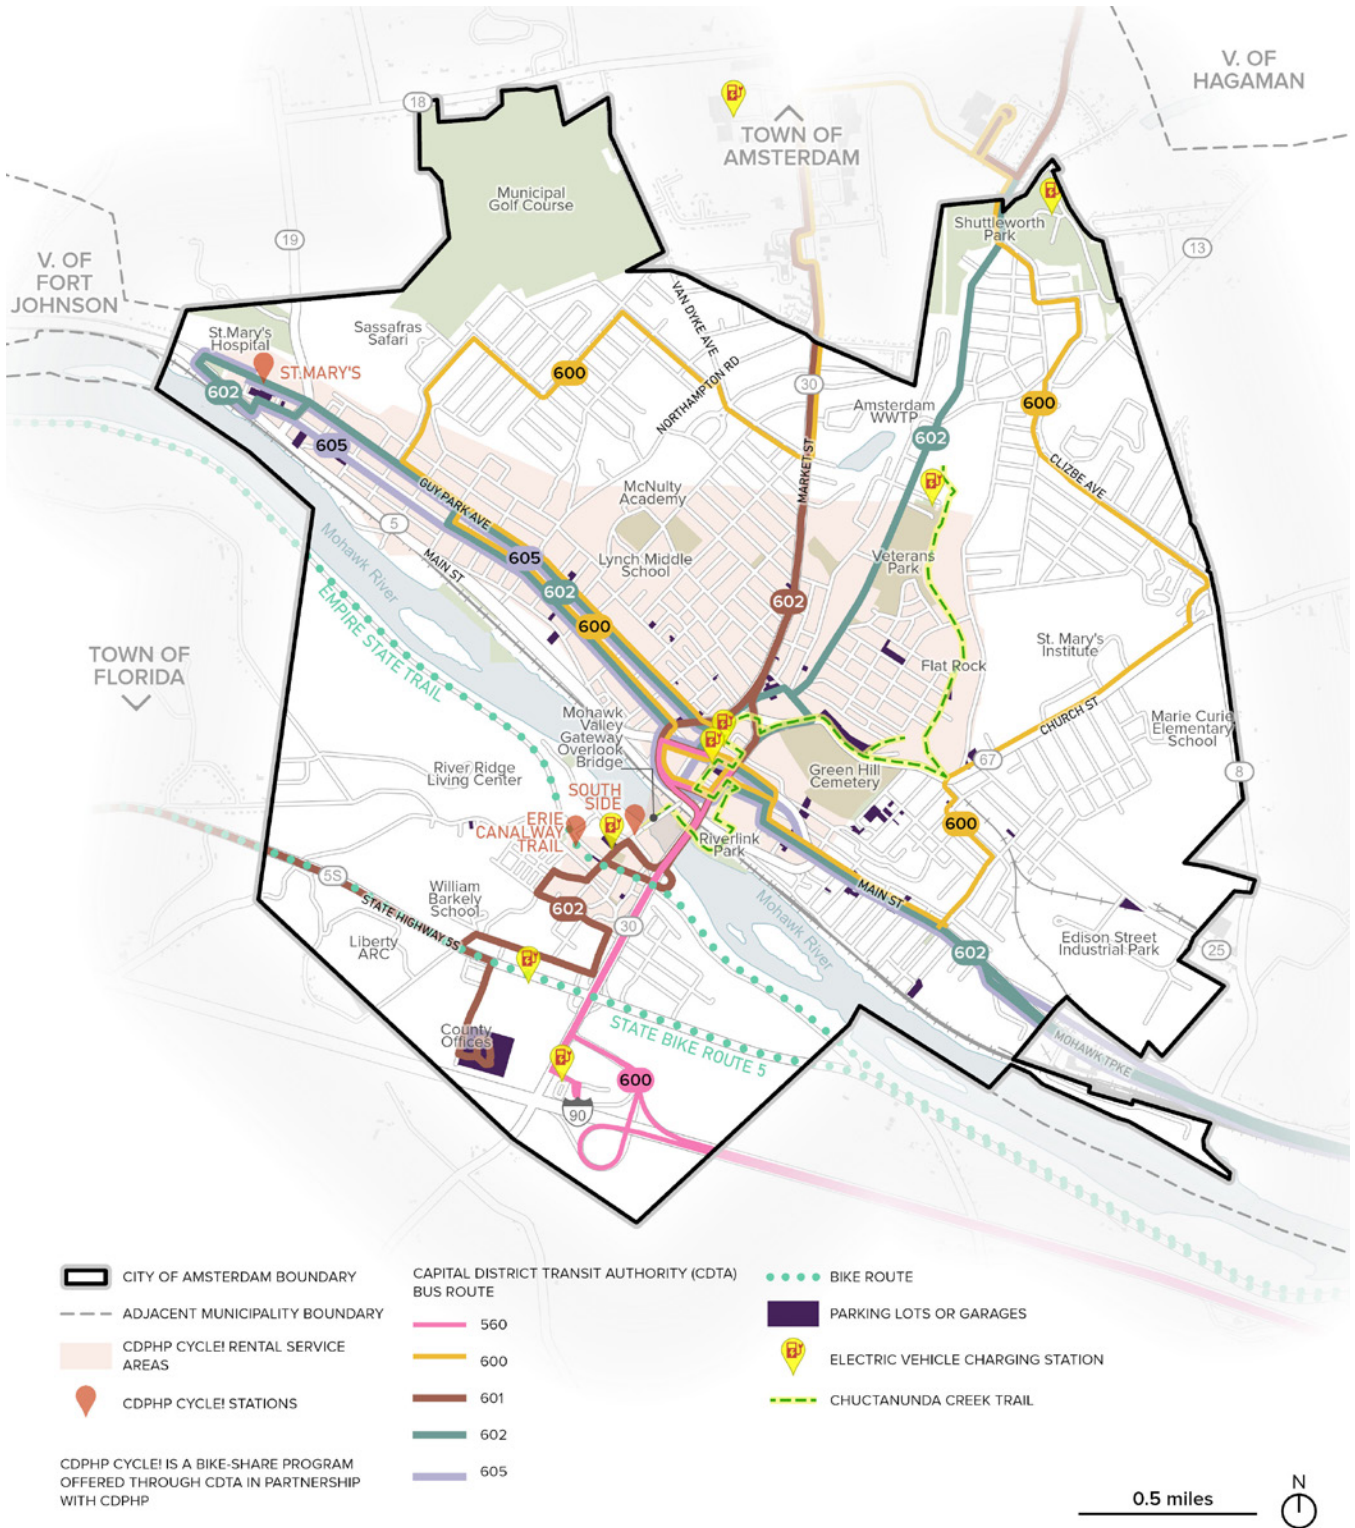 V. OF
HAGAMAN
18
TOWN OF
AMSTERDAM
Municipal
Golf Course
Shuttleworth
Park
19
13
V. OF
FORT
JOHNSON
St.Mary's
Hospital
Sassafras
Safari
VAN DYKE AVE
ST.MARY'S
600
NORTHAMPTON RD
30
602
600
Amsterdam
WWTP
605
602
CLIZBE AVE
MARKET ST
GUY PARK AVE
McNulty
Academy
5
Mohawk River
MAIN ST
605
Lynch Middle
School
Veterans
Park
602
602
EMPIRE STATE TRAIL
600
TOWN OF
FLORIDA
St. Mary's
Institute
Flat Rock
CHURCH ST
Mohawk
Valley
Gateway
Overlook
Bridge
Marie Curie
Elementary
School
River Ridge
Living Center
67
8
Green Hill
Cemetery
SOUTH
SIDE
ERIE
CANALWAY
TRAIL
600
Riverlink
Park
5S
William
Barkely
School
MAIN ST
STATE HIGHWAY 5S
602
Mohawk River
30
Liberty
ARC
602
Edison Street
Industrial Park
25
County
Offices
STATE BIKE ROUTE 5
MOHAWK TPKE
600
90
CITY OF AMSTERDAM BOUNDARY
ADJACENT MUNICIPALITY BOUNDARY
CDPHP CYCLE! RENTAL SERVICE
AREAS
CDPHP CYCLE! STATIONS
CDPHP CYCLE! IS A BIKE-SHARE PROGRAM
OFFERED THROUGH CDTA IN PARTNERSHIP
WITH CDPHP
CAPITAL DISTRICT TRANSIT AUTHORITY (CDTA)
BUS ROUTE
560
600
601
602
605
BIKE ROUTE
PARKING LOTS OR GARAGES
ELECTRIC VEHICLE CHARGING STATION
CHUCTANUNDA CREEK TRAIL
0.5 miles
N